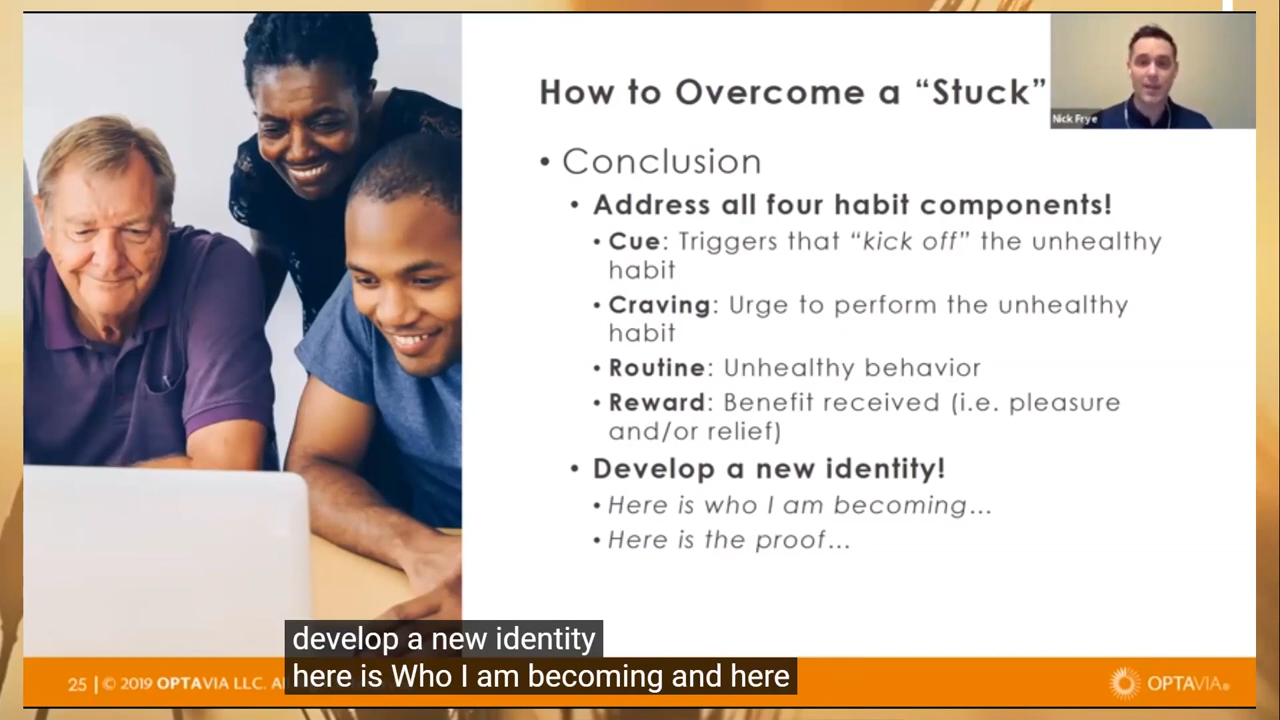 How to Overcome a “Stuck”
Nick Frye
• Conclusion
• Address all four habit components!
• Cue: Triggers that “kick off” the unhealthy
habit
• Craving: Urge to perform the unhealthy
habit
• Routine: Unhealthy behavior
• Reward: Benefit received (i.e. pleasure
and/or relief)
• Develop a new identity!
• Here is who I am becoming...
• Here is the proof...
develop a new identity
here is Who I am becoming and here
25 | © 2019 OPTAVIA LLC.
OPTAVIA®